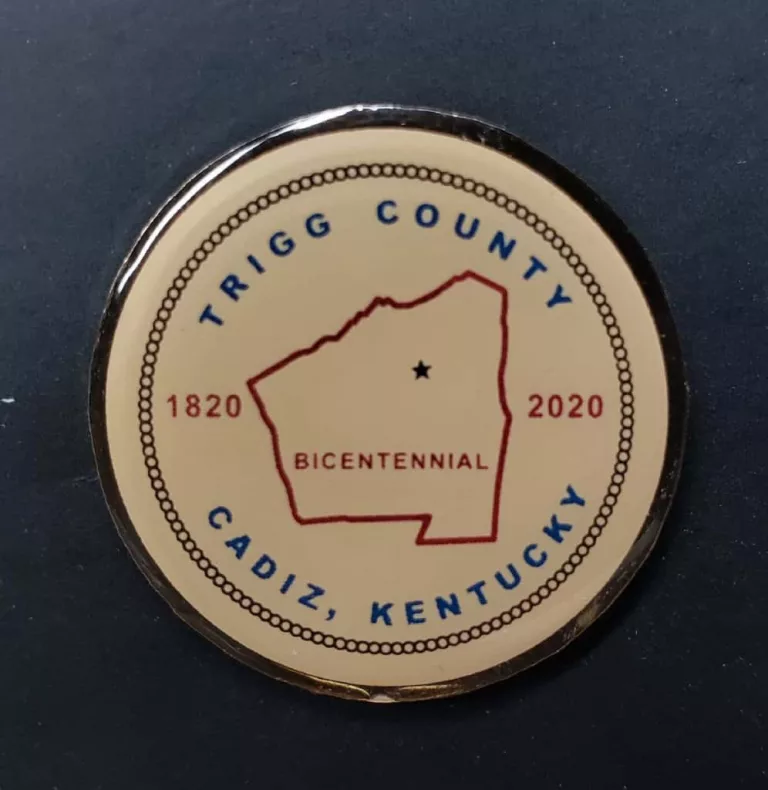 TRIGG COUNTY
1820
2020
BICENTENNIAL
CADIZ, KENTUCKY